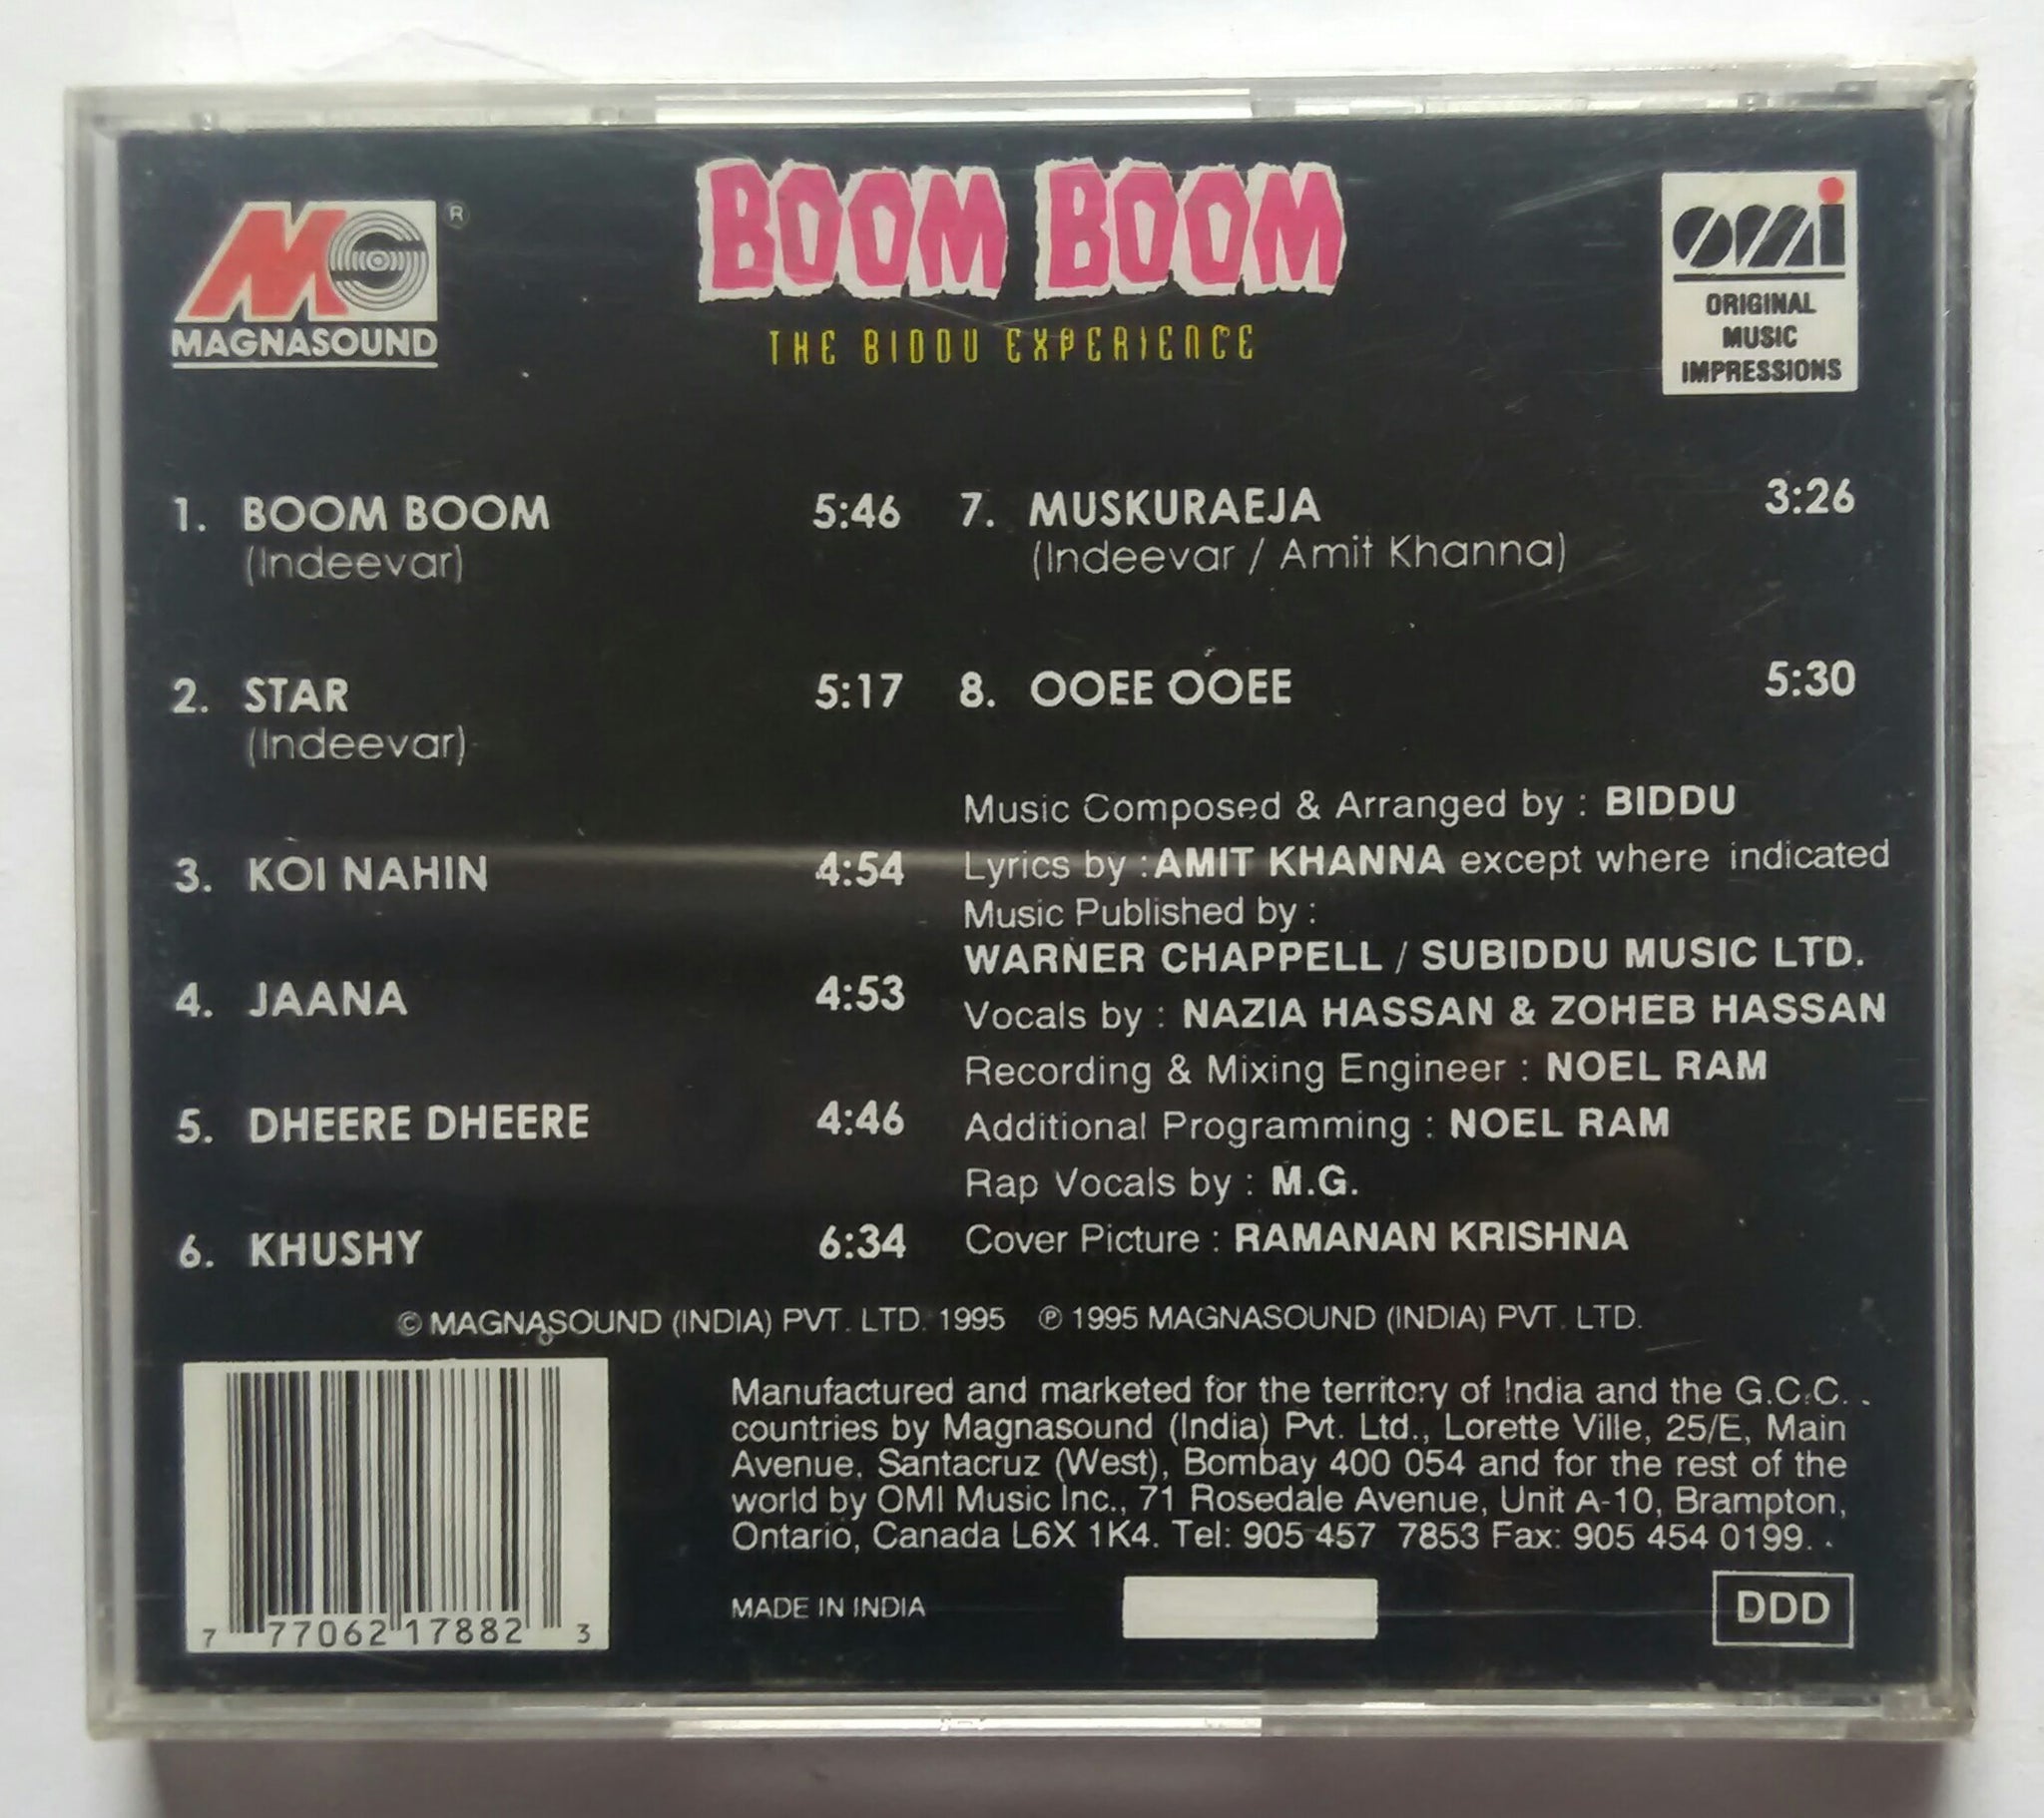 MAGNASOUND ®
BOOM BOOM
THE BIDDU EXPERIENCE
omi
ORIGINAL
MUSIC
IMPRESSIONS
1. BOOM BOOM 5:46
(Indeevar)
2. STAR 5:17
(Indeevar)
3. KOI NAHIN 4:54
4. JAANA 4:53
5. DHEERE DHEERE 4:46
6. KHUSHY 6:34
7. MUSKURAEJA 3:26
(Indeevar / Amit Khanna)
8. OOEE OOEE 5:30
Music Composed & Arranged by : BIDDU
Lyrics by : AMIT KHANNA except where indicated
Music Published by :
WARNER CHAPPELL / SUBIDDU MUSIC LTD.
Vocals by : NAZIA HASSAN & ZOHEB HASSAN
Recording & Mixing Engineer : NOEL RAM
Additional Programming : NOEL RAM
Rap Vocals by : M.G.
Cover Picture : RAMANAN KRISHNA
© MAGNASOUND (INDIA) PVT. LTD. 1995 ℗ 1995 MAGNASOUND (INDIA) PVT. LTD.
Manufactured and marketed for the territory of India and the G.C.C.
countries by Magnasound (India) Pvt. Ltd., Lorette Ville, 25/E, Main
Avenue, Santacruz (West), Bombay 400 054 and for the rest of the
world by OMI Music Inc., 71 Rosedale Avenue, Unit A-10, Brampton,
Ontario, Canada L6X 1K4. Tel: 905 457 7853 Fax: 905 454 0199.
7 77062 17882 3
MADE IN INDIA
DDD